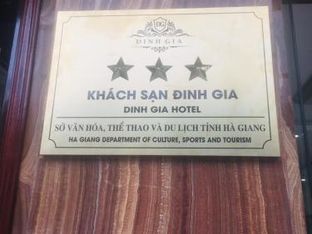 DG
DINH GIA
KHÁCH SẠN ĐINH GIA
DINH GIA HOTEL
SỞ VĂN HÓA, THỂ THAO VÀ DU LỊCH TỈNH HÀ GIANG
HA GIANG DEPARTMENT OF CULTURE, SPORTS AND TOURISM